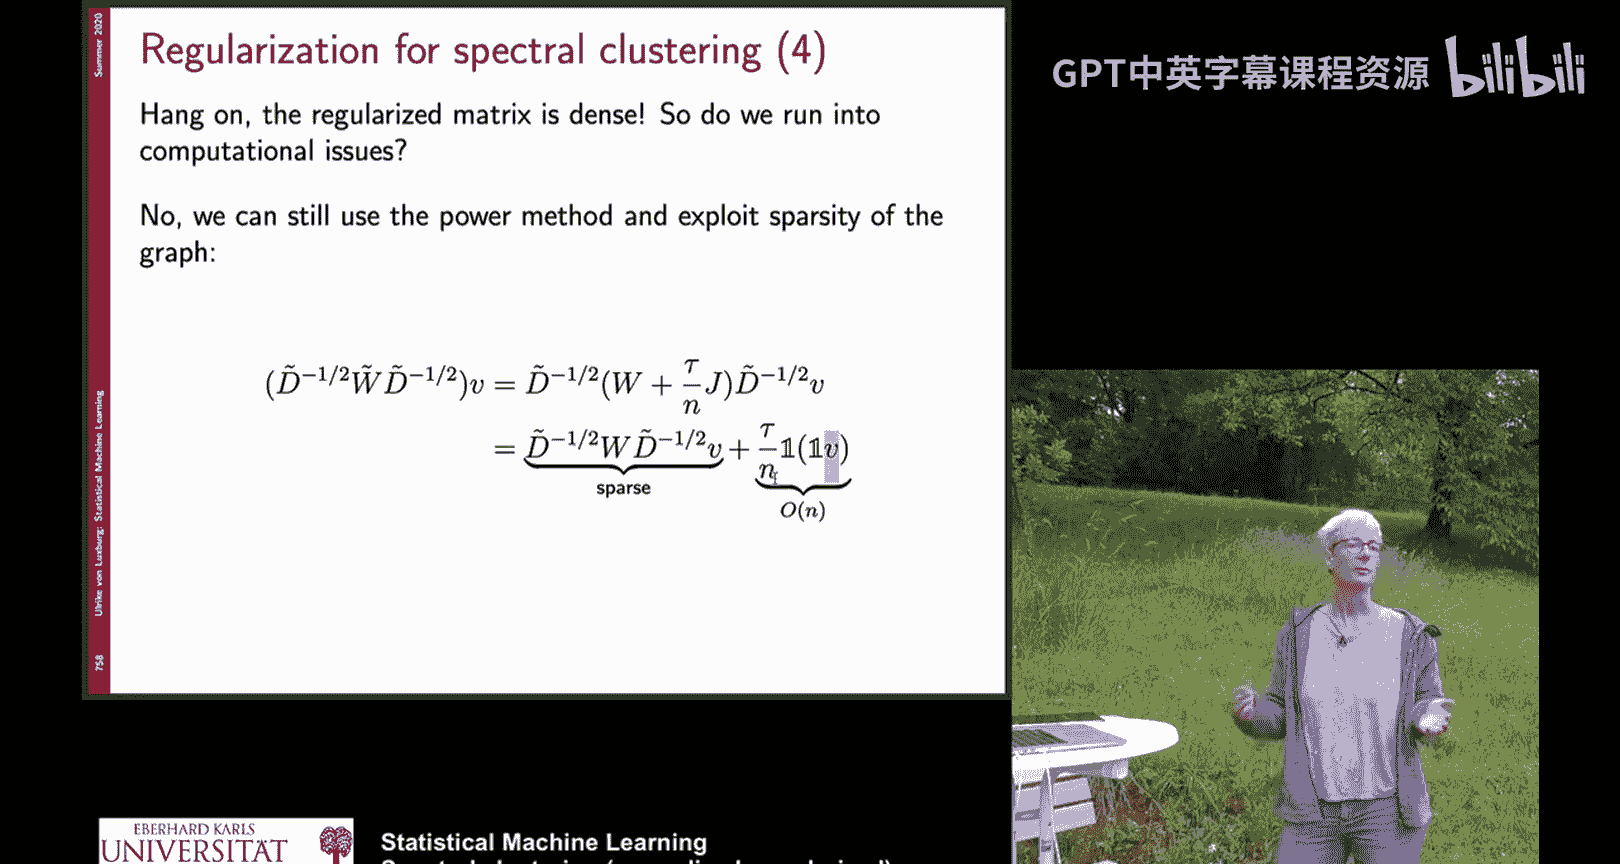 Regularization for spectral clustering (4)
Hang on, the regularized matrix is dense! So do we run into
computational issues?
No, we can still use the power method and exploit sparsity of the
graph:
(D̃^{-1/2}W̃D̃^{-1/2})v = D̃^{-1/2}(W + τ/n J)D̃^{-1/2}v
= D̃^{-1/2}WD̃^{-1/2}v + τ/n 𝟙(𝟙v)
sparse
O(n)
Summer 2020
Ulrike von Luxburg: Statistical Machine Learning
758
GPT中英字幕课程资源 bilibili
EBERHARD KARLS
UNIVERSITÄT
Statistical Machine Learning